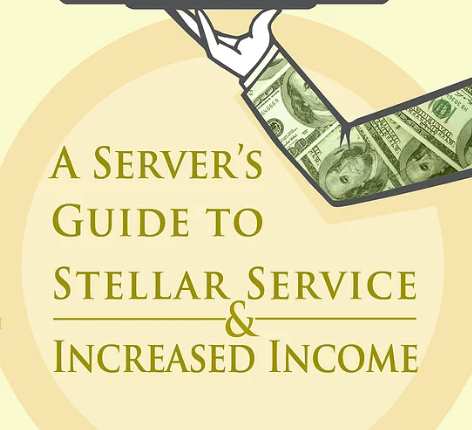 A Server's
Guide to
Stellar Service
&
Increased Income